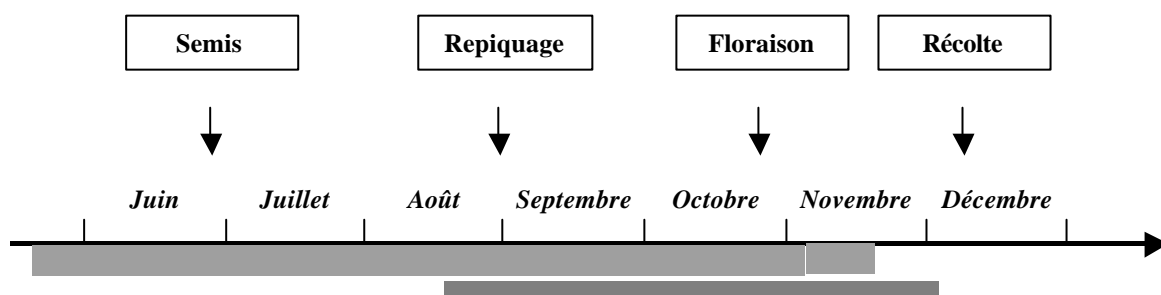 Semis Repiquage Floraison Récolte
Juin Juillet Août Septembre Octobre Novembre Décembre